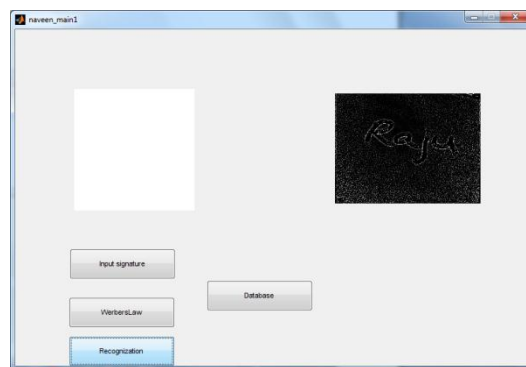 naveen_main1
Raju
Input signature
Database
WerbersLaw
Recognization